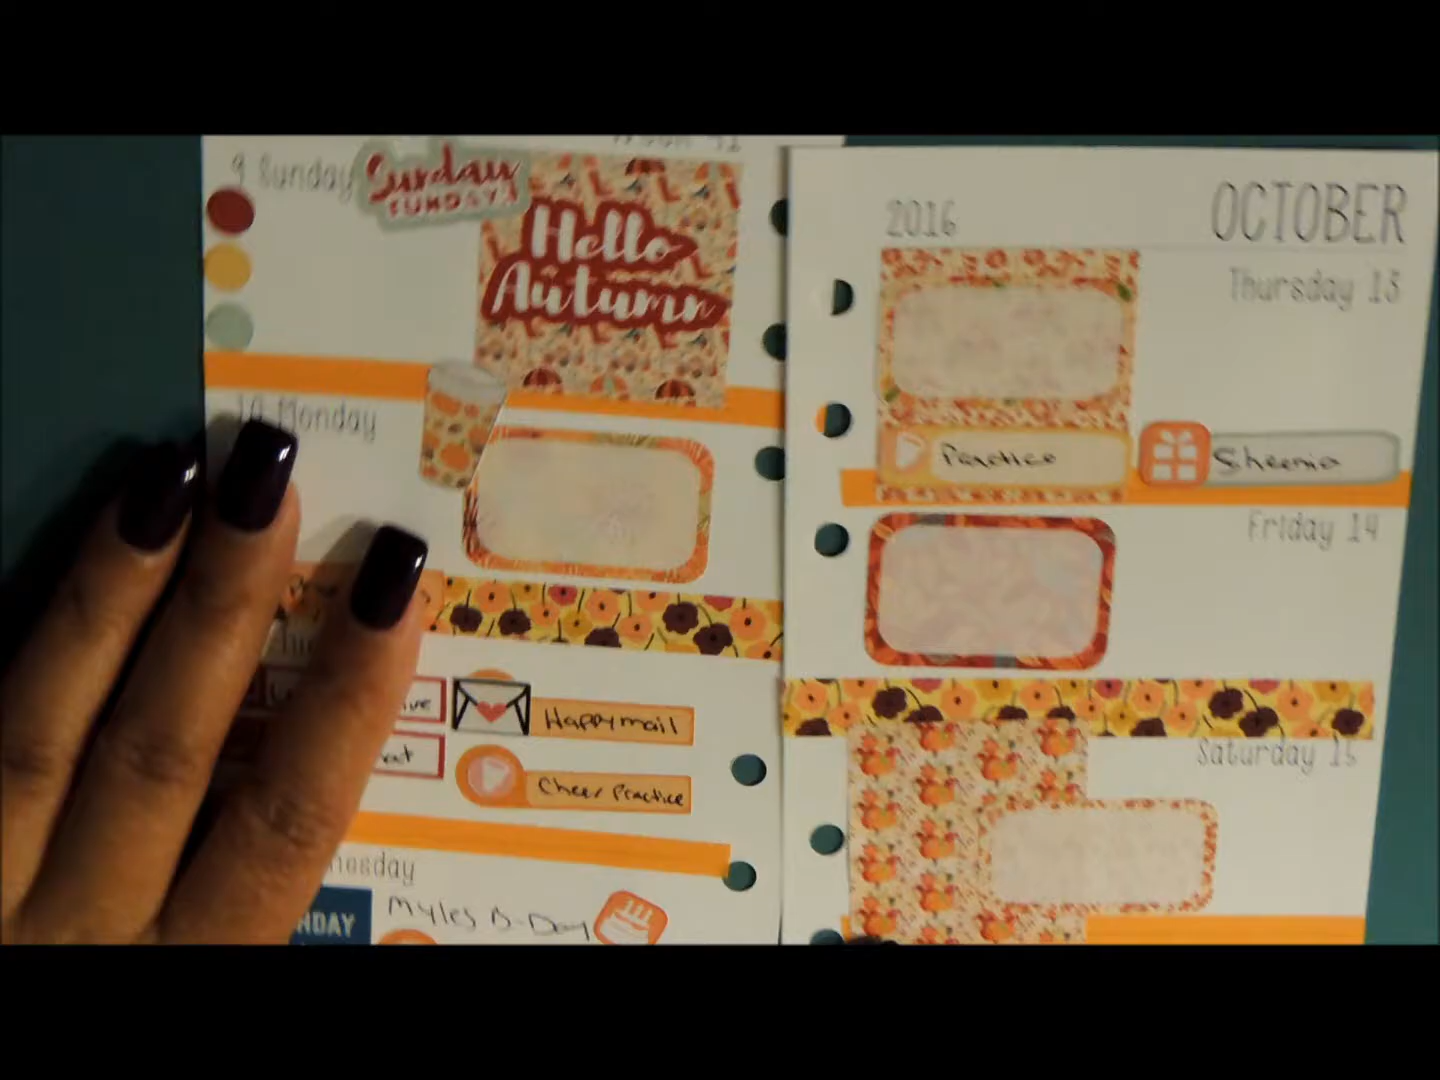 9 Sunday
Sunday
FUNDAY!
Hello
Autumn
10 Monday
Happy mail
Cheer Practice
Myles B-Day
2016
OCTOBER
Thursday 13
Practice
Sheenia
Friday 14
Saturday 15